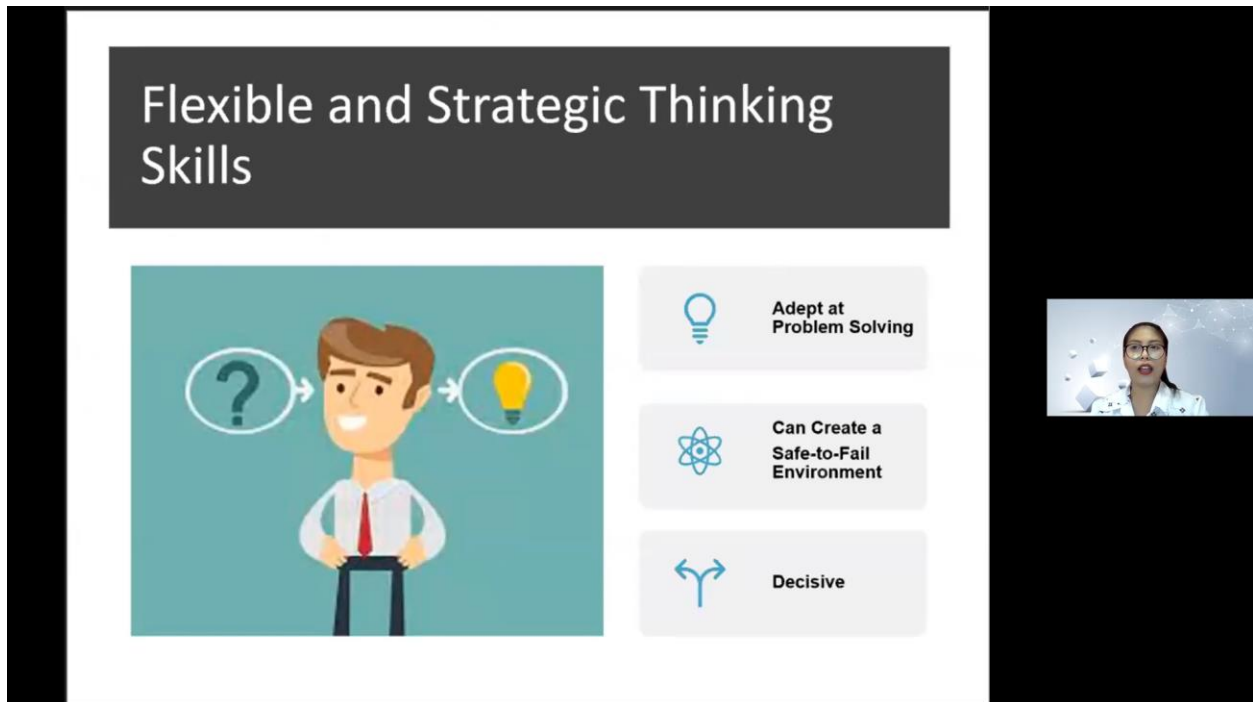 Flexible and Strategic Thinking
Skills
Adept at
Problem Solving
Can Create a
Safe-to-Fail
Environment
Decisive